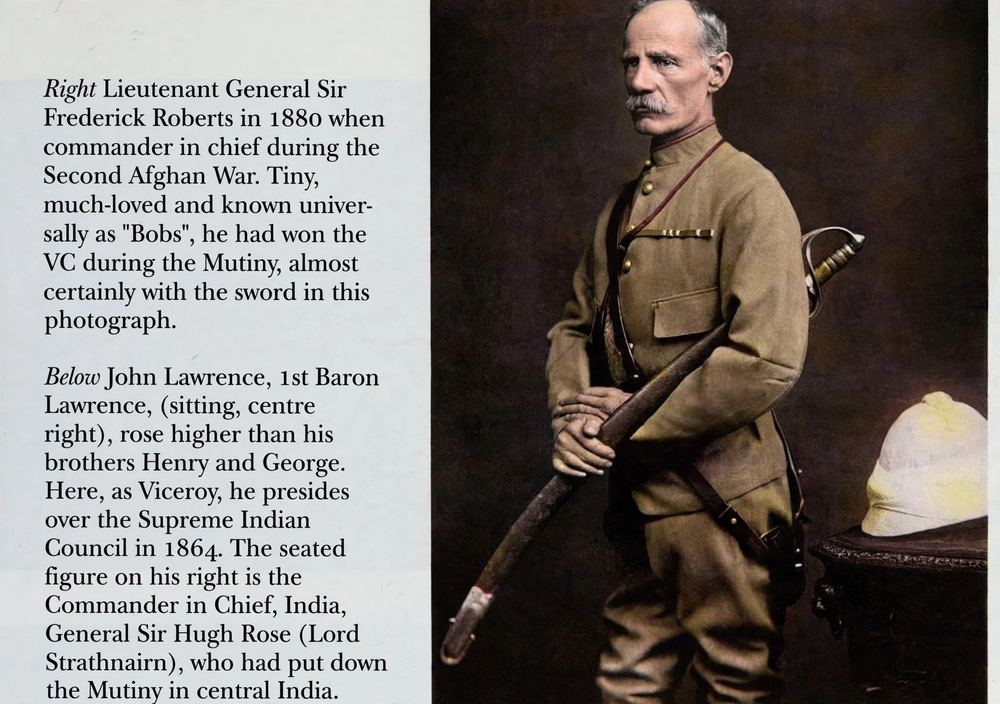 Right Lieutenant General Sir
Frederick Roberts in 1880 when
commander in chief during the
Second Afghan War. Tiny,
much-loved and known univer-
sally as "Bobs", he had won the
VC during the Mutiny, almost
certainly with the sword in this
photograph.
Below John Lawrence, 1st Baron
Lawrence, (sitting, centre
right), rose higher than his
brothers Henry and George.
Here, as Viceroy, he presides
over the Supreme Indian
Council in 1864. The seated
figure on his right is the
Commander in Chief, India,
General Sir Hugh Rose (Lord
Strathnairn), who had put down
the Mutiny in central India.